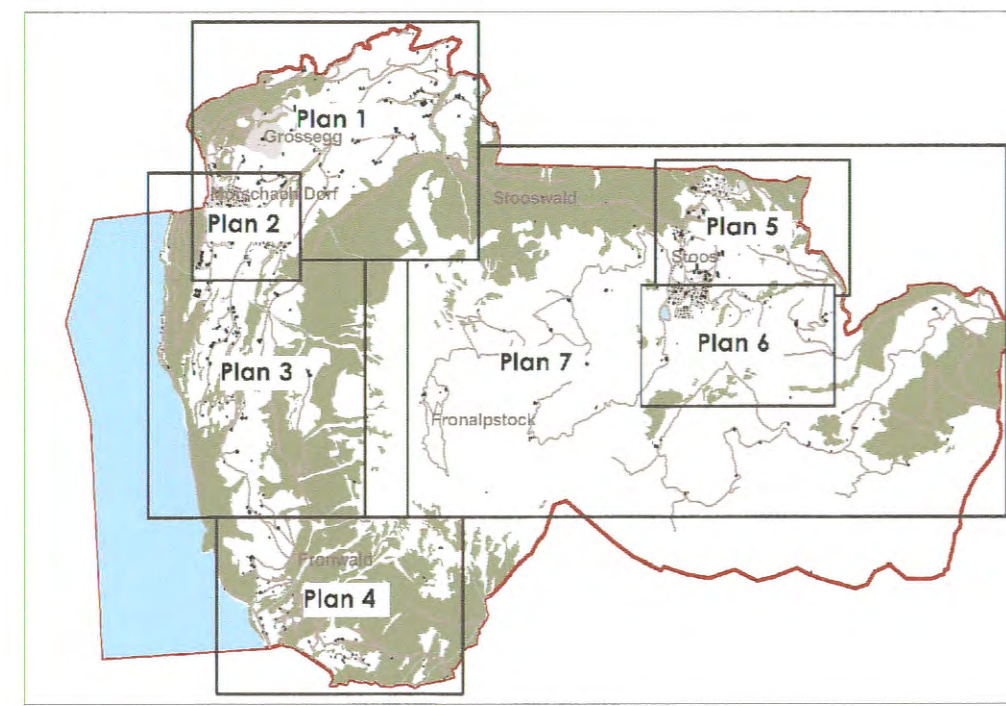 Plan 1
Grossegg
Morschach Dorf
Plan 2
Stooswald
Plan 5
Stoos
Plan 6
Plan 3
Plan 7
Fronalpstock
Fronwald
Plan 4